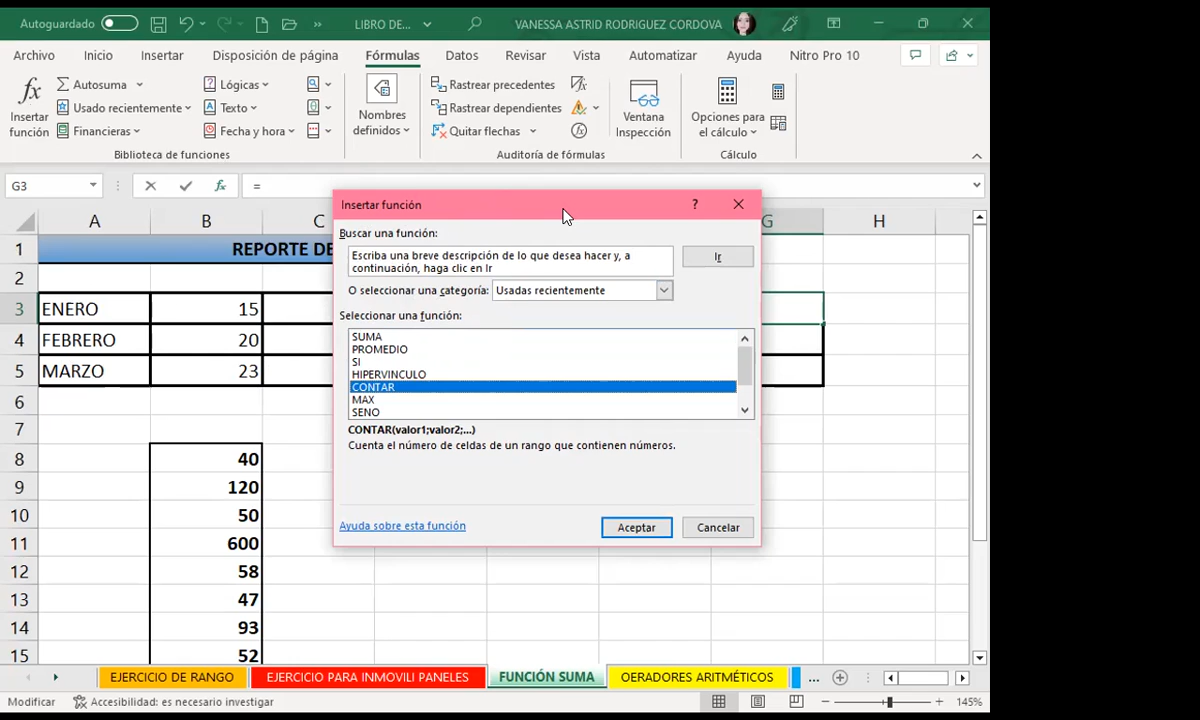 Autoguardado
LIBRO DE...
VANESSA ASTRID RODRIGUEZ CORDOVA
Archivo Inicio Insertar Disposición de página Fórmulas Datos Revisar Vista Automatizar Ayuda Nitro Pro 10
fx
Insertar
función
Autosuma
Usado recientemente
Financieras
Lógicas
Texto
Fecha y hora
Biblioteca de funciones
Nombres
definidos
Rastrear precedentes
Rastrear dependientes
Quitar flechas
Auditoría de fórmulas
Ventana
Inspección
Opciones para
el cálculo
Cálculo
G3
fx
=
A B C G H
1 REPORTE DE
2
3 ENERO 15
4 FEBRERO 20
5 MARZO 23
6
7
8 40
9 120
10 50
11 600
12 58
13 47
14 93
15 52
Insertar función
?
Buscar una función:
Escriba una breve descripción de lo que desea hacer y, a
continuación, haga clic en Ir
Ir
O seleccionar una categoría: Usadas recientemente
Seleccionar una función:
SUMA
PROMEDIO
SI
HIPERVINCULO
CONTAR
MAX
SENO
CONTAR(valor1;valor2;...)
Cuenta el número de celdas de un rango que contienen números.
Ayuda sobre esta función
Aceptar
Cancelar
EJERCICIO DE RANGO
EJERCICIO PARA INMOVILI PANELES
FUNCIÓN SUMA
OERADORES ARITMÉTICOS
...
Modificar
Accesibilidad: es necesario investigar
145%